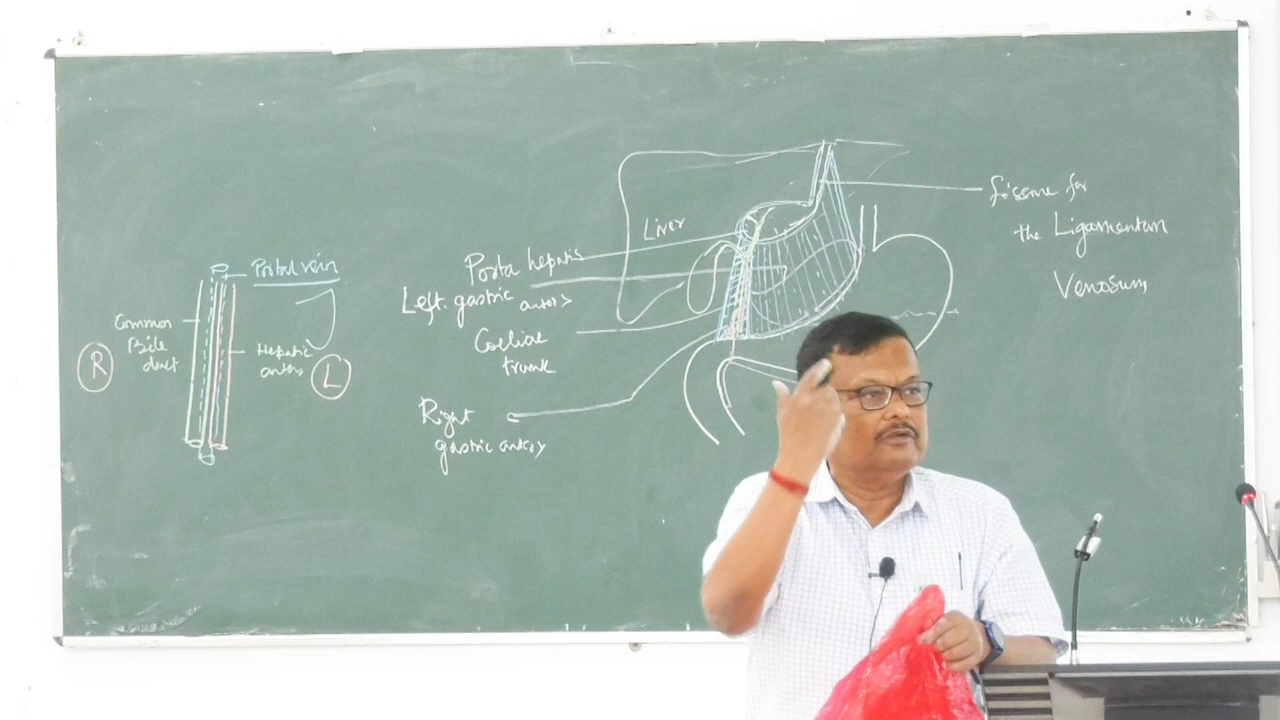 Portal vein
Common
Bile
duct
Hepatic
artery
R
L
Liver
Porta hepatis
Left gastric
artery
Coeliac
trunk
Right
gastric artery
fissure for
the Ligamentum
Venosum